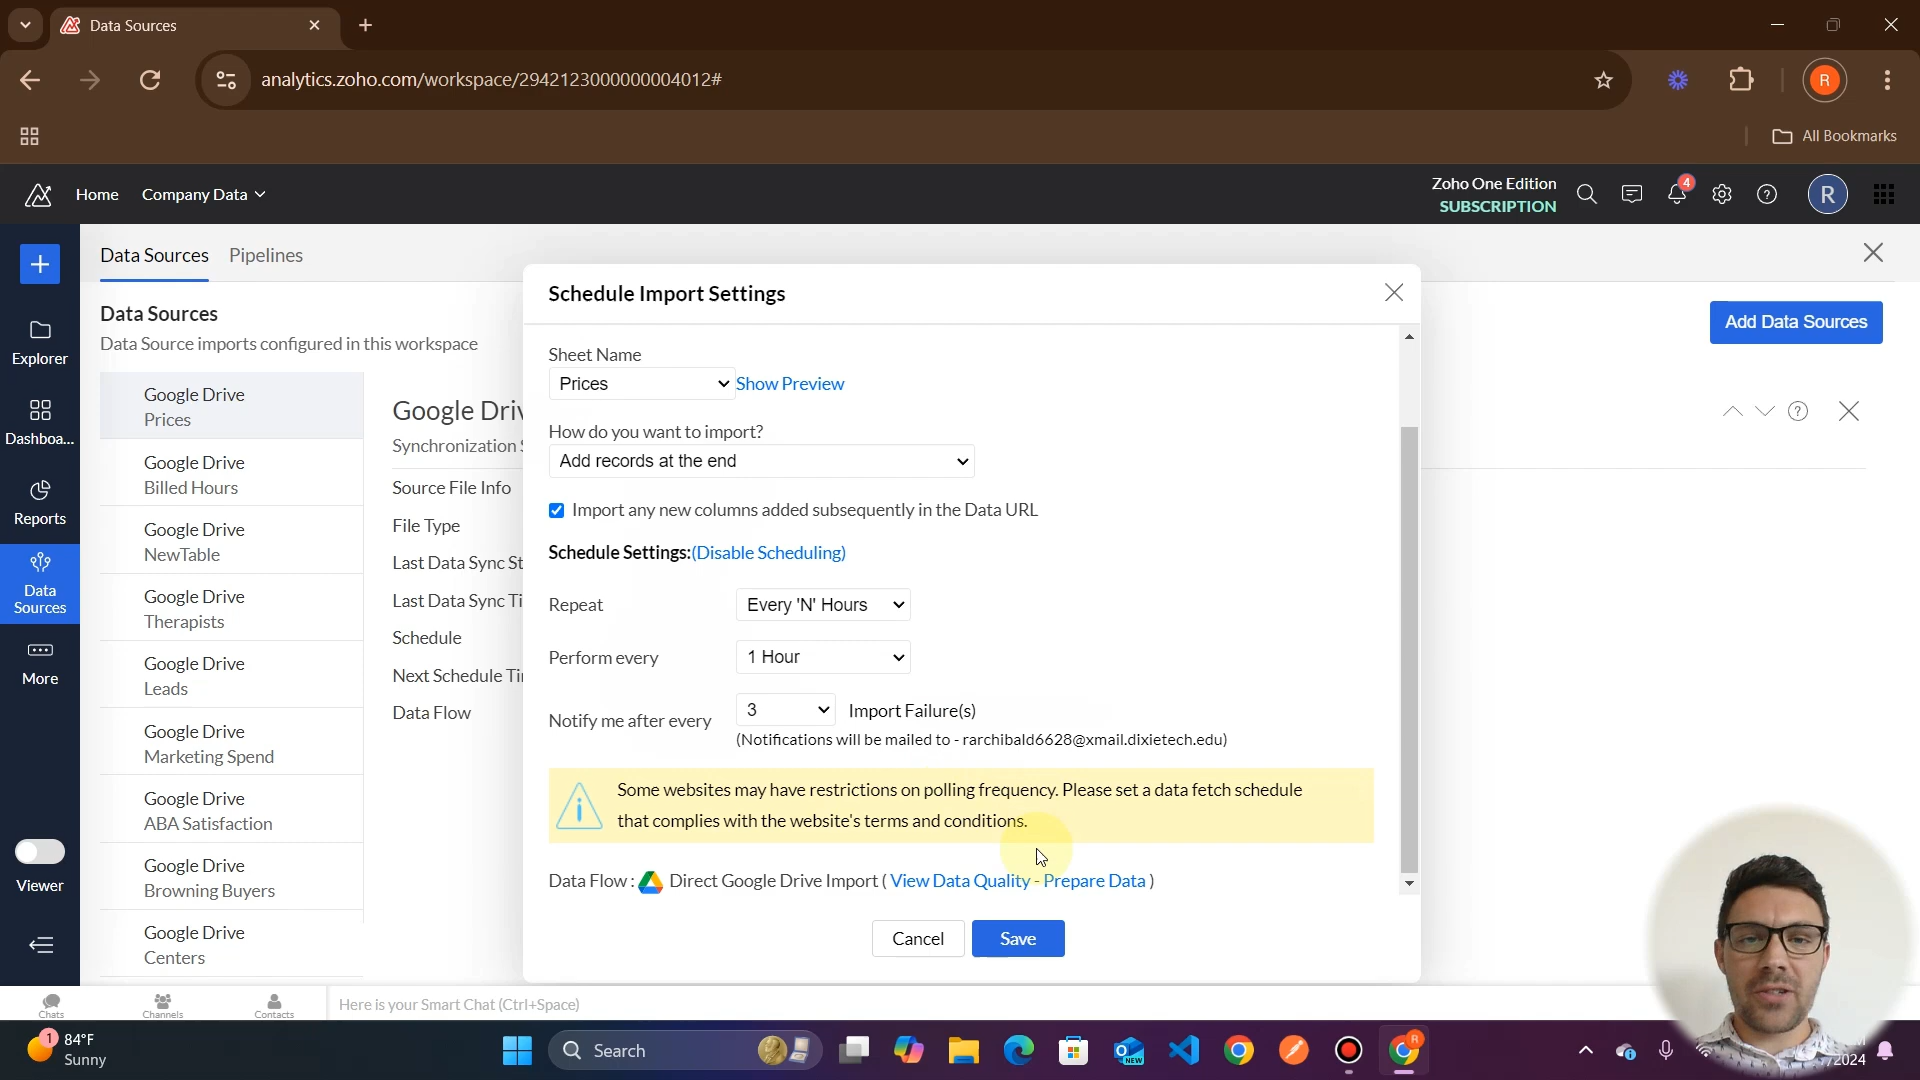 Data Sources
analytics.zoho.com/workspace/2942123000000004012#
R
All Bookmarks
Home
Company Data
Zoho One Edition
SUBSCRIPTION
4
R
Data Sources
Pipelines
Explorer
Dashboa...
Reports
Data
Sources
More
Viewer
Data Sources
Data Source imports configured in this workspace
Add Data Sources
Google Drive
Prices
Google Drive
Billed Hours
Google Drive
NewTable
Google Drive
Therapists
Google Drive
Leads
Google Drive
Marketing Spend
Google Drive
ABA Satisfaction
Google Drive
Browning Buyers
Google Drive
Centers
Synchronization
Source File Info
File Type
Last Data Sync
Last Data Sync
Schedule
Next Schedule
Data Flow
Schedule Import Settings
Sheet Name
Prices
Show Preview
How do you want to import?
Add records at the end
Import any new columns added subsequently in the Data URL
Schedule Settings:(Disable Scheduling)
Repeat
Every 'N' Hours
Perform every
1 Hour
Notify me after every
3
Import Failure(s)
(Notifications will be mailed to - rarchibald6628@xmail.dixietech.edu)
Some websites may have restrictions on polling frequency. Please set a data fetch schedule
that complies with the website's terms and conditions.
Data Flow :
Direct Google Drive Import ( View Data Quality - Prepare Data )
Cancel
Save
Chats
Channels
Contacts
Here is your Smart Chat (Ctrl+Space)
1
84°F
Sunny
Search
NEW
R
2024